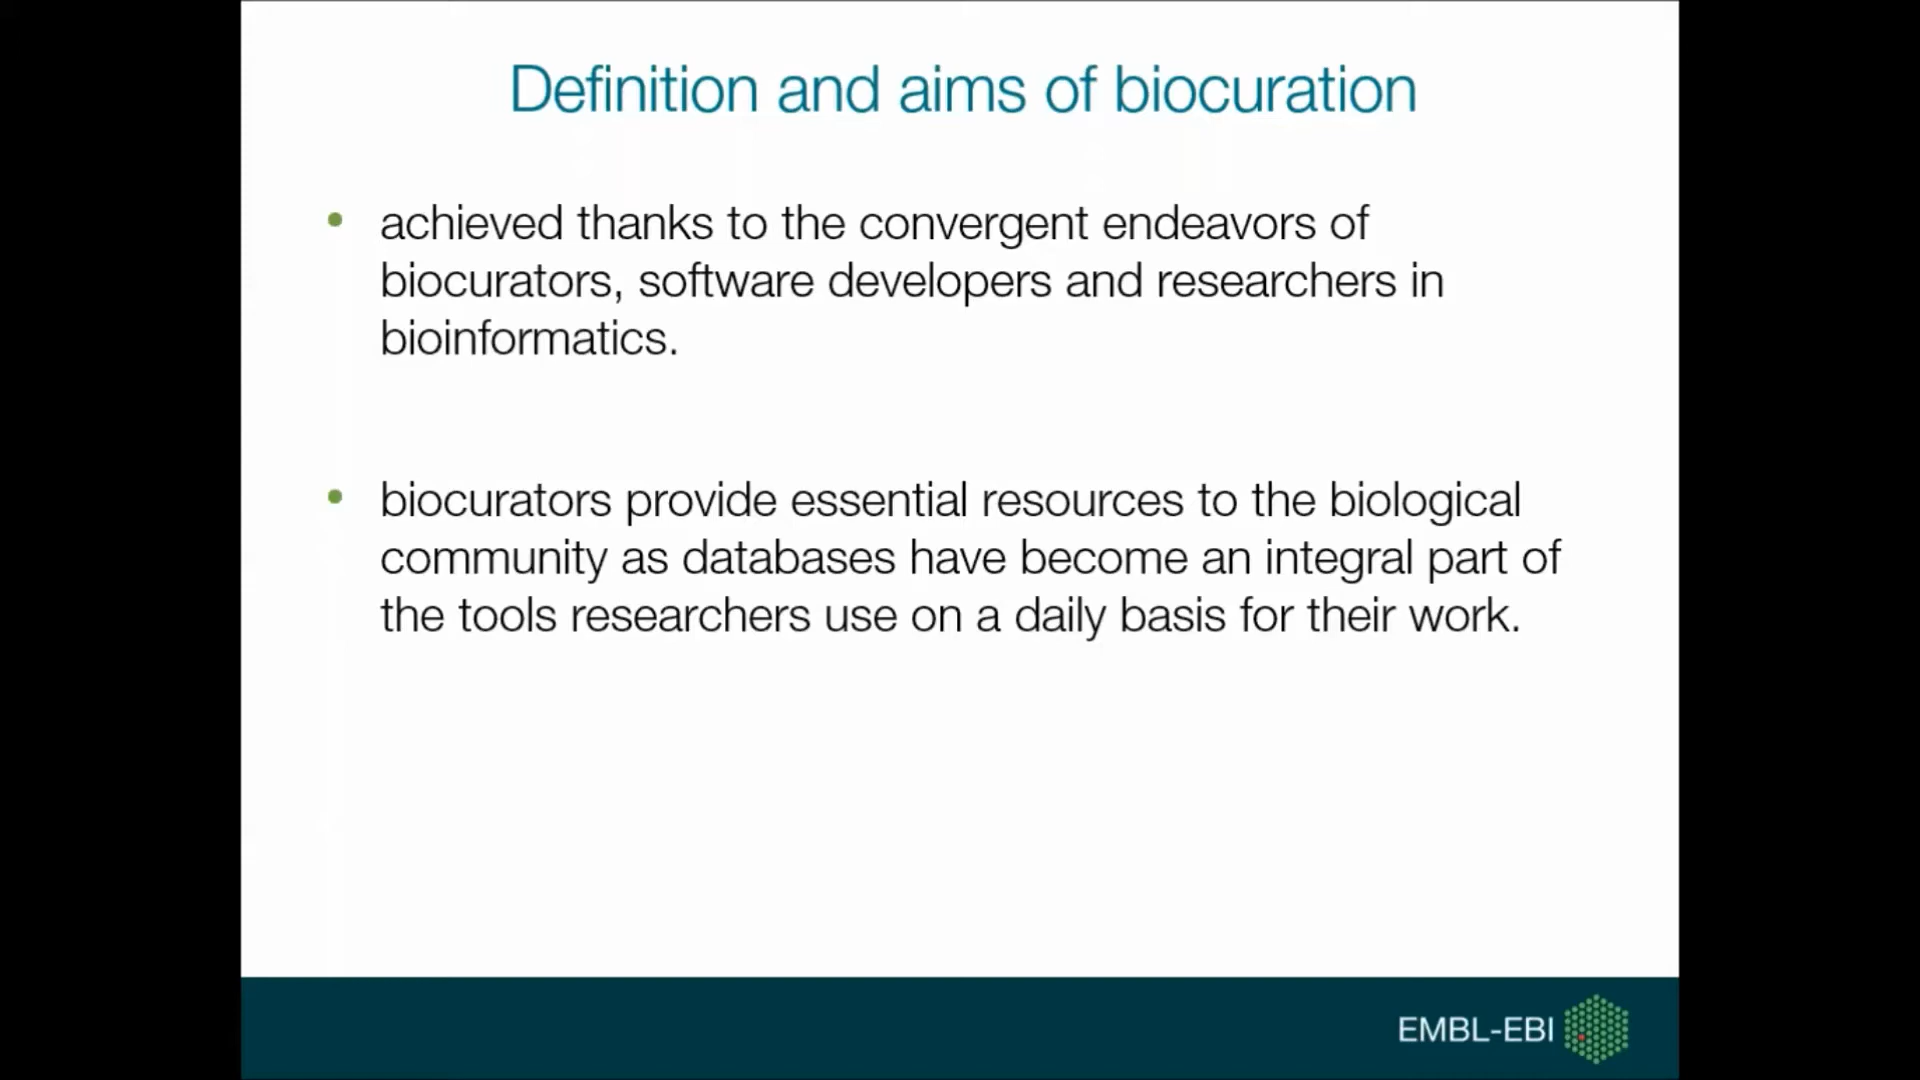 Definition and aims of biocuration
• achieved thanks to the convergent endeavors of
biocurators, software developers and researchers in
bioinformatics.
• biocurators provide essential resources to the biological
community as databases have become an integral part of
the tools researchers use on a daily basis for their work.
EMBL-EBI